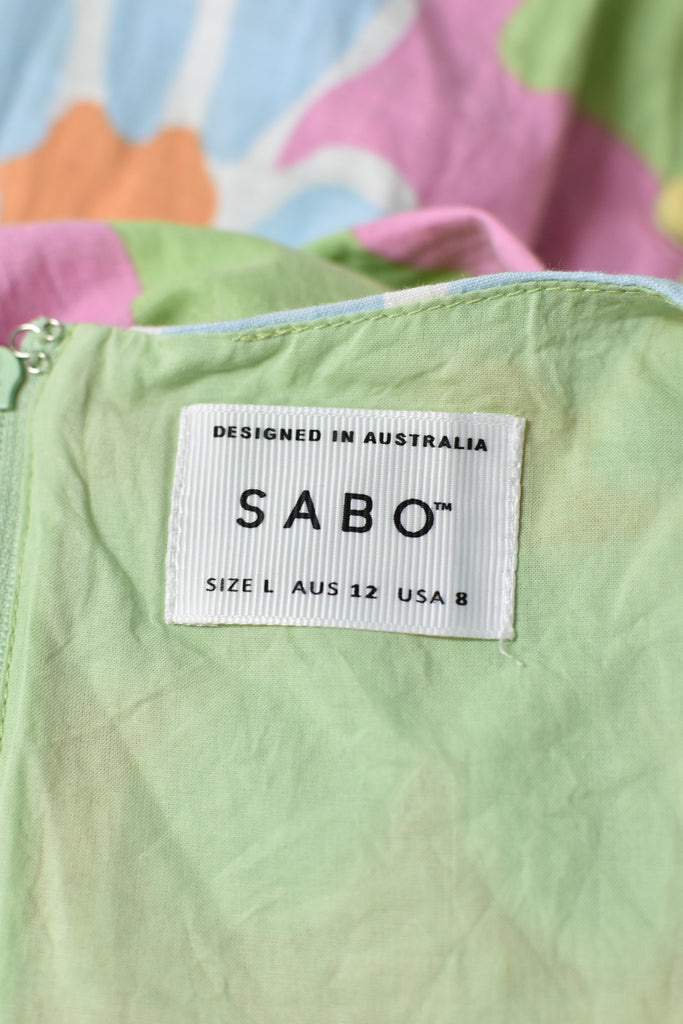 DESIGNED IN AUSTRALIA
SABO™
SIZE L AUS 12 USA 8